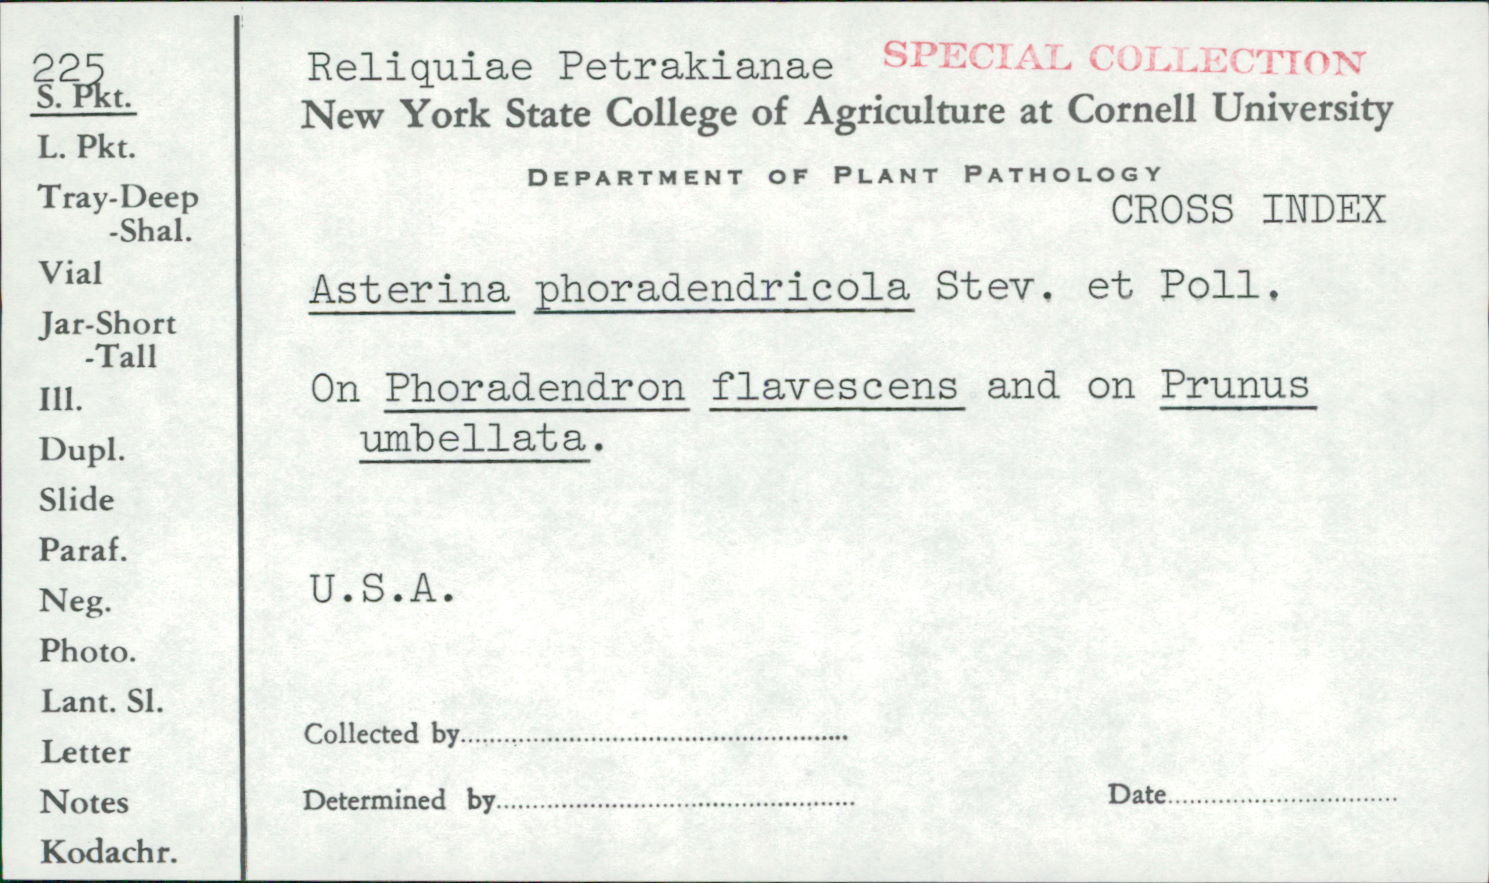 225
S. Pkt.
L. Pkt.
Tray-Deep
-Shal.
Vial
Jar-Short
-Tall
Ill.
Dupl.
Slide
Paraf.
Neg.
Photo.
Lant. Sl.
Letter
Notes
Kodachr.
Reliquiae Petrakianae SPECIAL COLLECTION
New York State College of Agriculture at Cornell University
DEPARTMENT OF PLANT PATHOLOGY
CROSS INDEX
Asterina phoradendricola Stev. et Poll.
On Phoradendron flavescens and on Prunus
umbellata.
U.S.A.
Collected by
Determined by Date